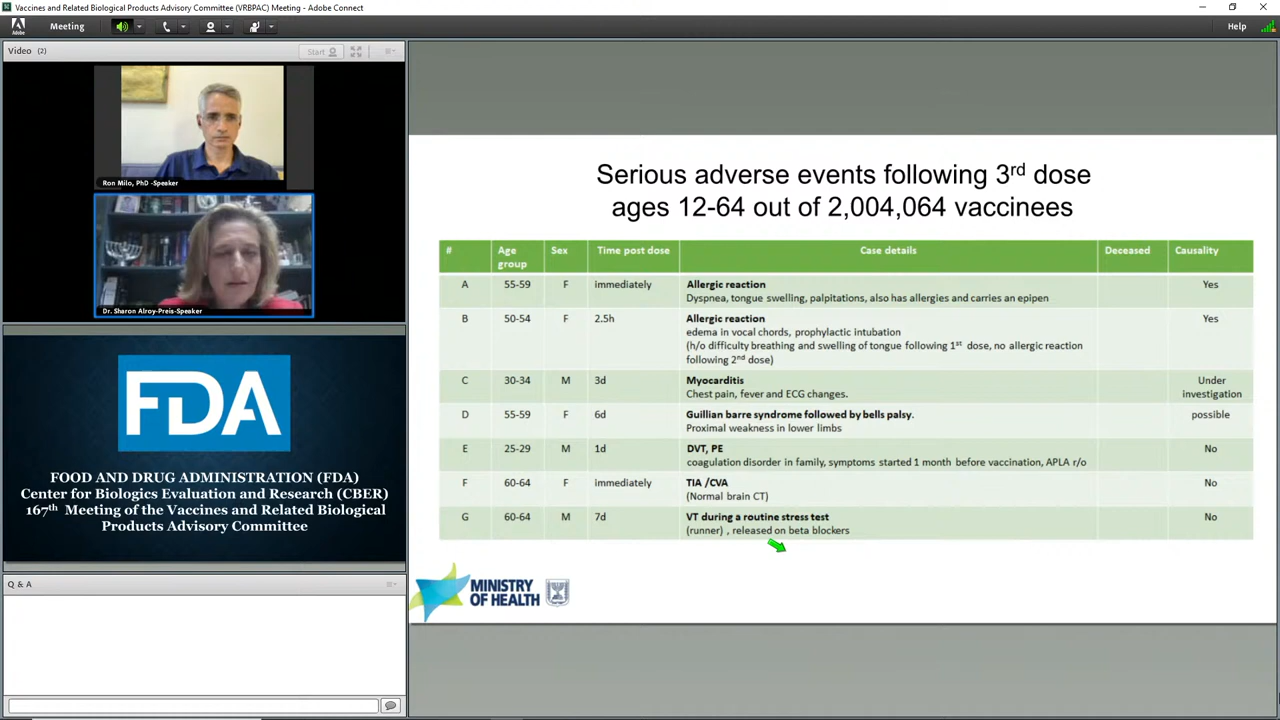 Vaccines and Related Biological Products Advisory Committee (VRBPAC) Meeting - Adobe Connect
Meeting
Help
Video (2)
Start
Ron Milo, PhD -Speaker
Dr. Sharon Alroy-Preis-Speaker
FDA
FOOD AND DRUG ADMINISTRATION (FDA)
Center for Biologics Evaluation and Research (CBER)
167th Meeting of the Vaccines and Related Biological
Products Advisory Committee
Q & A
Serious adverse events following 3rd dose
ages 12-64 out of 2,004,064 vaccinees
# Age group Sex Time post dose Case details Deceased Causality
A 55-59 F immediately Allergic reaction Yes
Dyspnea, tongue swelling, palpitations, also has allergies and carries an epipen
B 50-54 F 2.5h Allergic reaction Yes
edema in vocal chords, prophylactic intubation
(h/o difficulty breathing and swelling of tongue following 1st dose, no allergic reaction
following 2nd dose)
C 30-34 M 3d Myocarditis Under
Chest pain, fever and ECG changes. investigation
D 55-59 F 6d Guillian barre syndrome followed by bells palsy. possible
Proximal weakness in lower limbs
E 25-29 M 1d DVT, PE No
coagulation disorder in family, symptoms started 1 month before vaccination, APLA r/o
F 60-64 F immediately TIA /CVA No
(Normal brain CT)
G 60-64 M 7d VT during a routine stress test No
(runner) , released on beta blockers
MINISTRY
OF HEALTH